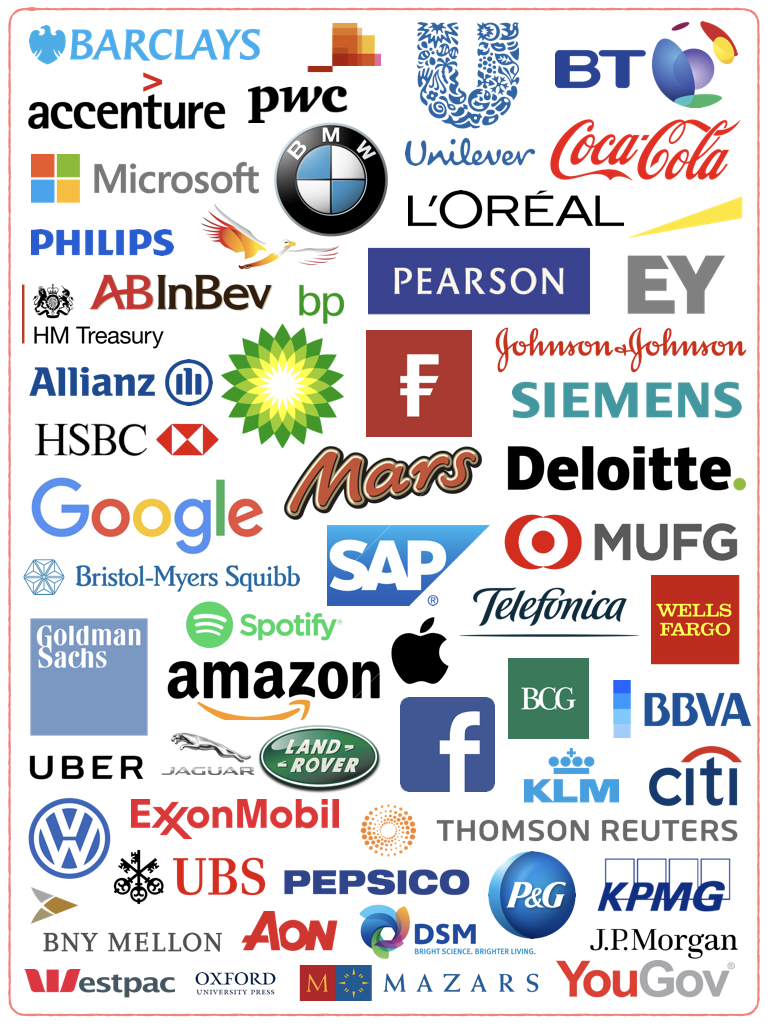 BARCLAYS
accenture
pwc
Unilever
BT
Microsoft
BMW
Coca-Cola
L'ORÉAL
PHILIPS
ABInBev
PEARSON
EY
HM Treasury
bp
Johnson & Johnson
Allianz
SIEMENS
HSBC
Mars
Deloitte.
Google
SAP
®
MUFG
Bristol-Myers Squibb
Telefónica
WELLS
FARGO
Goldman
Sachs
Spotify
amazon
BCG
BBVA
UBER
JAGUAR
LAND-
-ROVER
f
KLM
citi
VW
ExxonMobil
THOMSON REUTERS
UBS
PEPSICO
P&G
KPMG
BNY MELLON
AON
DSM
BRIGHT SCIENCE. BRIGHTER LIVING.
J.P.Morgan
Westpac
OXFORD
UNIVERSITY PRESS
M
MAZARS
YouGov®